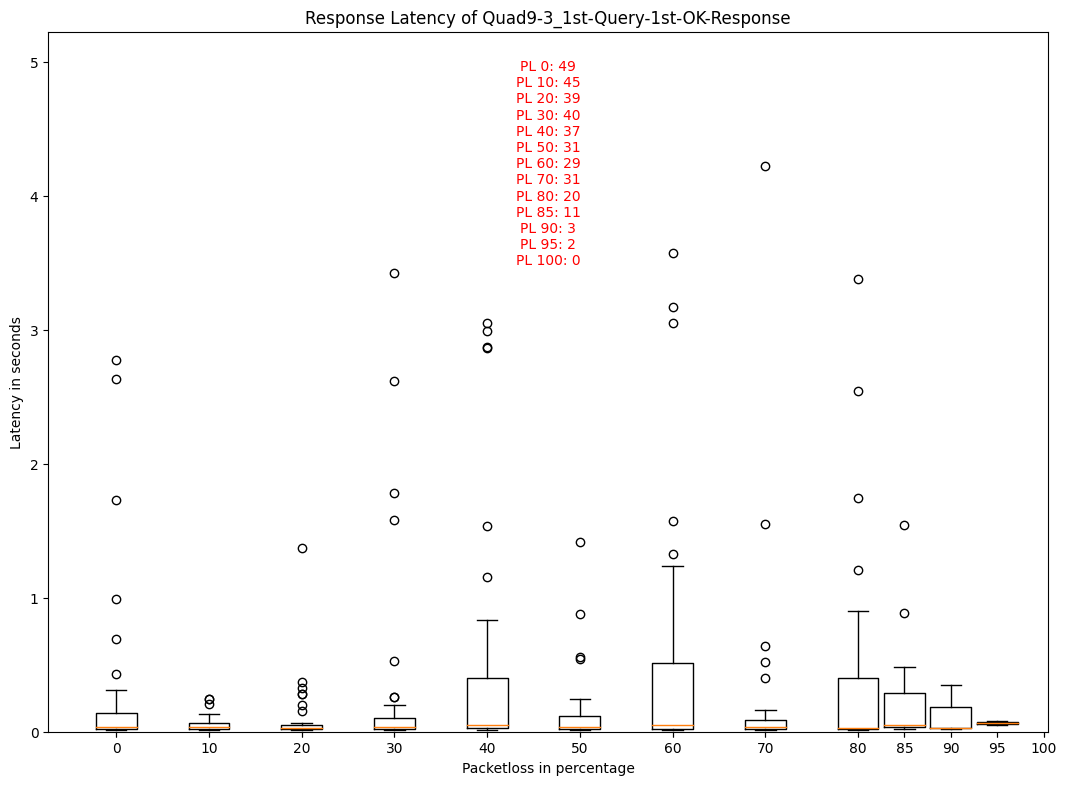 Response Latency of Quad9-3_1st-Query-1st-OK-Response
5
4
3
2
1
0
Latency in seconds
PL 0: 49
PL 10: 45
PL 20: 39
PL 30: 40
PL 40: 37
PL 50: 31
PL 60: 29
PL 70: 31
PL 80: 20
PL 85: 11
PL 90: 3
PL 95: 2
PL 100: 0
0 10 20 30 40 50 60 70 80 85 90 95 100
Packetloss in percentage